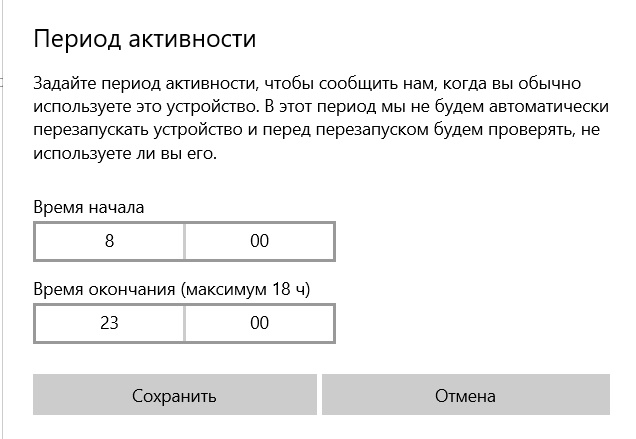 Период активности
Задайте период активности, чтобы сообщить нам, когда вы обычно
используете это устройство. В этот период мы не будем автоматически
перезапускать устройство и перед перезапуском будем проверять, не
используете ли вы его.
Время начала
8 00
Время окончания (максимум 18 ч)
23 00
Сохранить Отмена